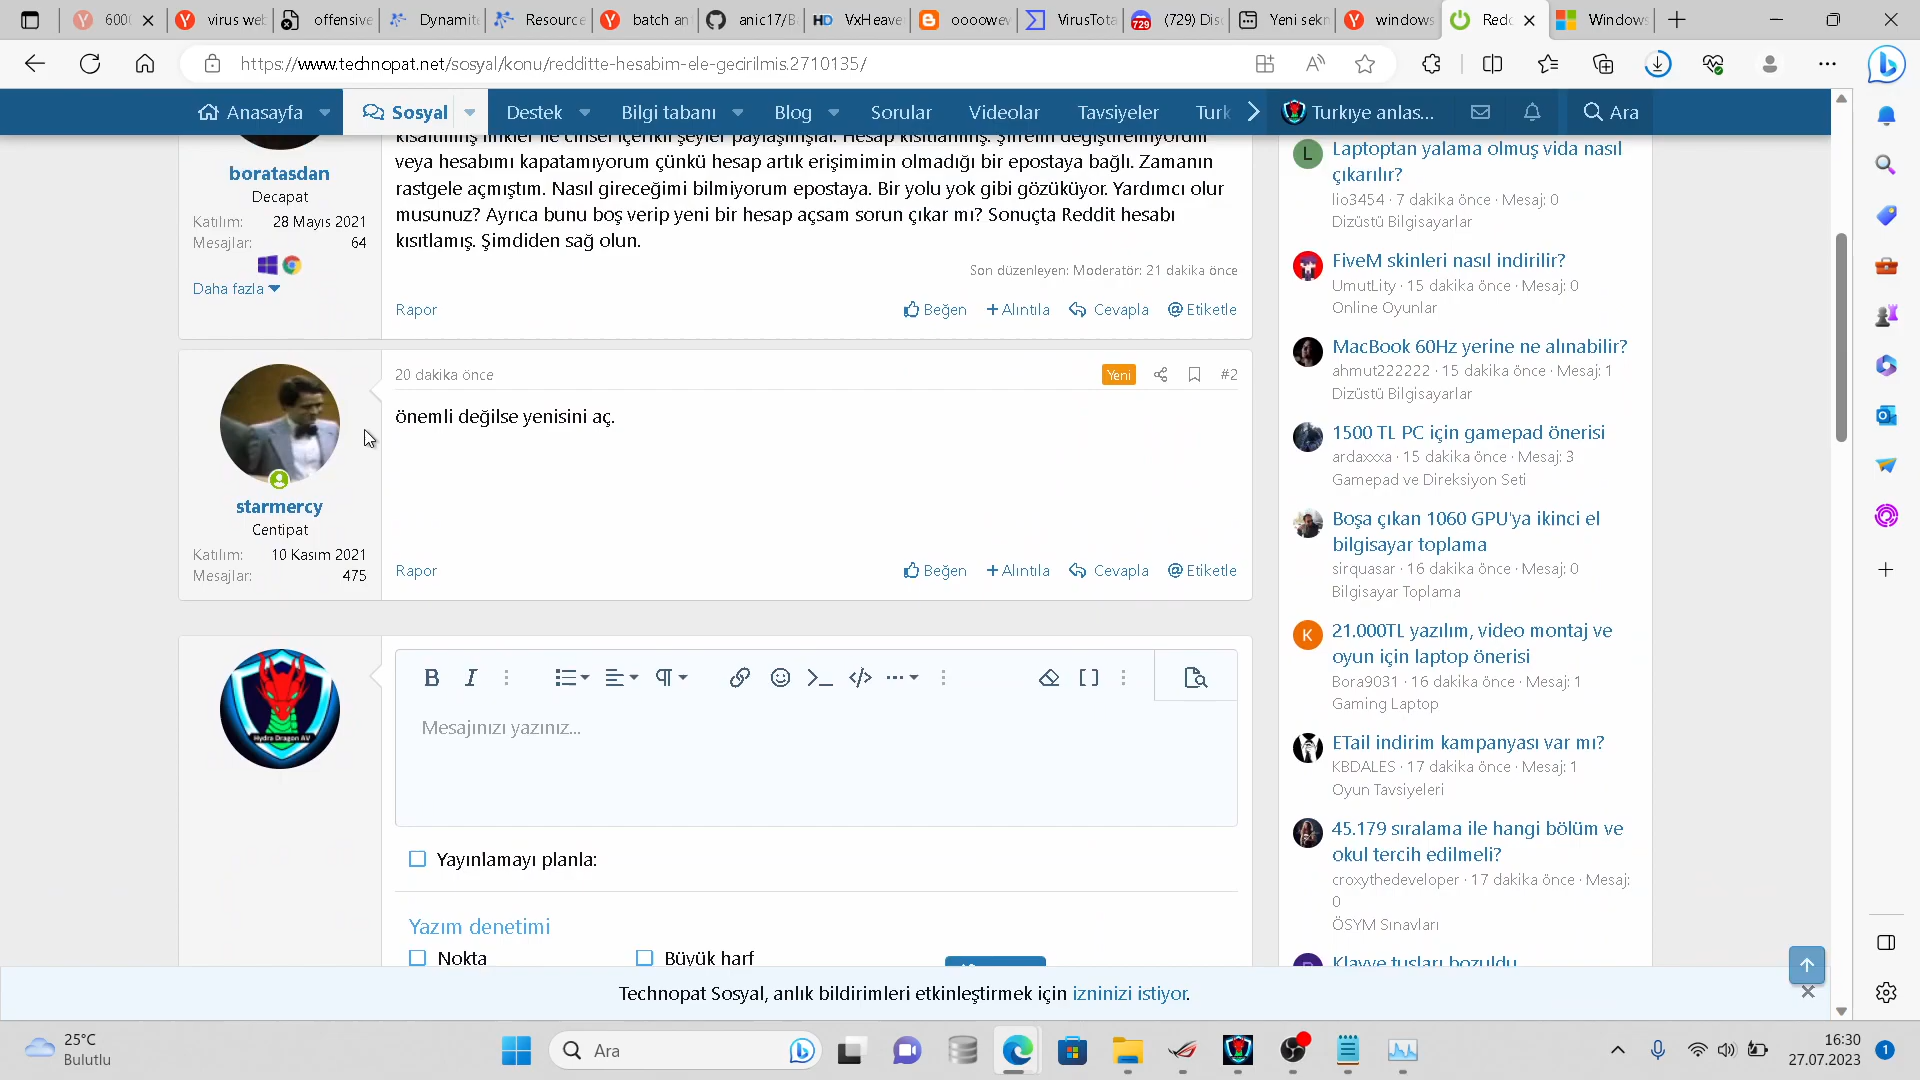 600
virus web
offensive
Dynamit
Resource
batch an
anic17/B
VxHeave
oooowe
VirusTota
(729) Dis
Yeni sek
windows
Redd
Windows
https://www.technopat.net/sosyal/konu/redditte-hesabim-ele-gecirilmis.2710135/
Anasayfa
Sosyal
Destek
Bilgi tabanı
Blog
Sorular
Videolar
Tavsiyeler
Turk
Turkıye anlas...
Ara
kısaltılmış linkler ile cinsel içerikli şeyler paylaşmışlar. Hesap kısıtlanmış. Şifremi değiştiremiyorum
veya hesabımı kapatamıyorum çünkü hesap artık erişimimin olmadığı bir epostaya bağlı. Zamanın
rastgele açmıştım. Nasıl gireceğimi bilmiyorum epostaya. Bir yolu yok gibi gözüküyor. Yardımcı olur
musunuz? Ayrıca bunu boş verip yeni bir hesap açsam sorun çıkar mı? Sonuçta Reddit hesabı
kısıtlamış. Şimdiden sağ olun.
Son düzenleyen: Moderatör: 21 dakika önce
boratasdan
Decapat
Katılım: 28 Mayıs 2021
Mesajlar: 64
Daha fazla
Rapor
Beğen
+ Alıntıla
Cevapla
@ Etiketle
20 dakika önce
Yeni
#2
önemli değilse yenisini aç.
starmercy
Centipat
Katılım: 10 Kasım 2021
Mesajlar: 475
Rapor
Beğen
+ Alıntıla
Cevapla
@ Etiketle
Hydra Dragon AV
B I
Mesajınızı yazınız...
Yayınlamayı planla:
Yazım denetimi
Nokta
Büyük harf
L
Laptoptan yalama olmuş vida nasıl
çıkarılır?
lio3454 · 7 dakika önce · Mesaj: 0
Dizüstü Bilgisayarlar
FiveM skinleri nasıl indirilir?
UmutLity · 15 dakika önce · Mesaj: 0
Online Oyunlar
MacBook 60Hz yerine ne alınabilir?
ahmut222222 · 15 dakika önce · Mesaj: 1
Dizüstü Bilgisayarlar
1500 TL PC için gamepad önerisi
ardaxxxa · 15 dakika önce · Mesaj: 3
Gamepad ve Direksiyon Seti
Boşa çıkan 1060 GPU'ya ikinci el
bilgisayar toplama
sirquasar · 16 dakika önce · Mesaj: 0
Bilgisayar Toplama
K
21.000TL yazılım, video montaj ve
oyun için laptop önerisi
Bora9031 · 16 dakika önce · Mesaj: 1
Gaming Laptop
ETail indirim kampanyası var mı?
KBDALES · 17 dakika önce · Mesaj: 1
Oyun Tavsiyeleri
45.179 sıralama ile hangi bölüm ve
okul tercih edilmeli?
croxythedeveloper · 17 dakika önce · Mesaj:
0
ÖSYM Sınavları
Klavye tuşları bozuldu
Technopat Sosyal, anlık bildirimleri etkinleştirmek için izninizi istiyor.
25°C
Bulutlu
Ara
16:30
27.07.2023
1